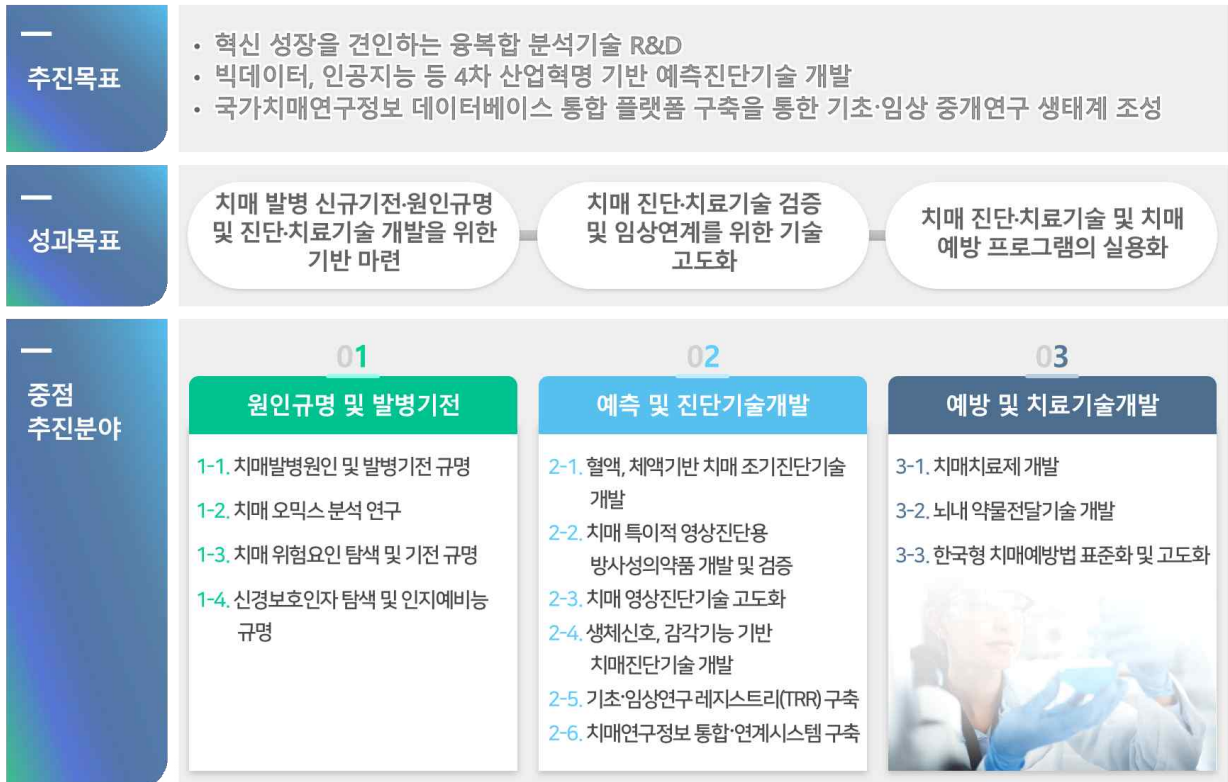 추진목표
• 혁신 성장을 견인하는 융복합 분석기술 R&D
• 빅데이터, 인공지능 등 4차 산업혁명 기반 예측진단기술 개발
• 국가치매연구정보 데이터베이스 통합 플랫폼 구축을 통한 기초·임상 중개연구 생태계 조성
성과목표
치매 발병 신규기전·원인규명
및 진단·치료기술 개발을 위한
기반 마련
치매 진단·치료기술 검증
및 임상연계를 위한 기술
고도화
치매 진단·치료기술 및 치매
예방 프로그램의 실용화
중점
추진분야
01
원인규명 및 발병기전
1-1. 치매발병원인 및 발병기전 규명
1-2. 치매 오믹스 분석 연구
1-3. 치매 위험요인 탐색 및 기전 규명
1-4. 신경보호인자 탐색 및 인지예비능
규명
02
예측 및 진단기술개발
2-1. 혈액, 체액기반 치매 조기진단기술
개발
2-2. 치매 특이적 영상진단용
방사성의약품 개발 및 검증
2-3. 치매 영상진단기술 고도화
2-4. 생체신호, 감각기능 기반
치매진단기술 개발
2-5. 기초·임상연구 레지스트리(TRR) 구축
2-6. 치매연구정보 통합·연계시스템 구축
03
예방 및 치료기술개발
3-1. 치매치료제 개발
3-2. 뇌내 약물전달기술 개발
3-3. 한국형 치매예방법 표준화 및 고도화